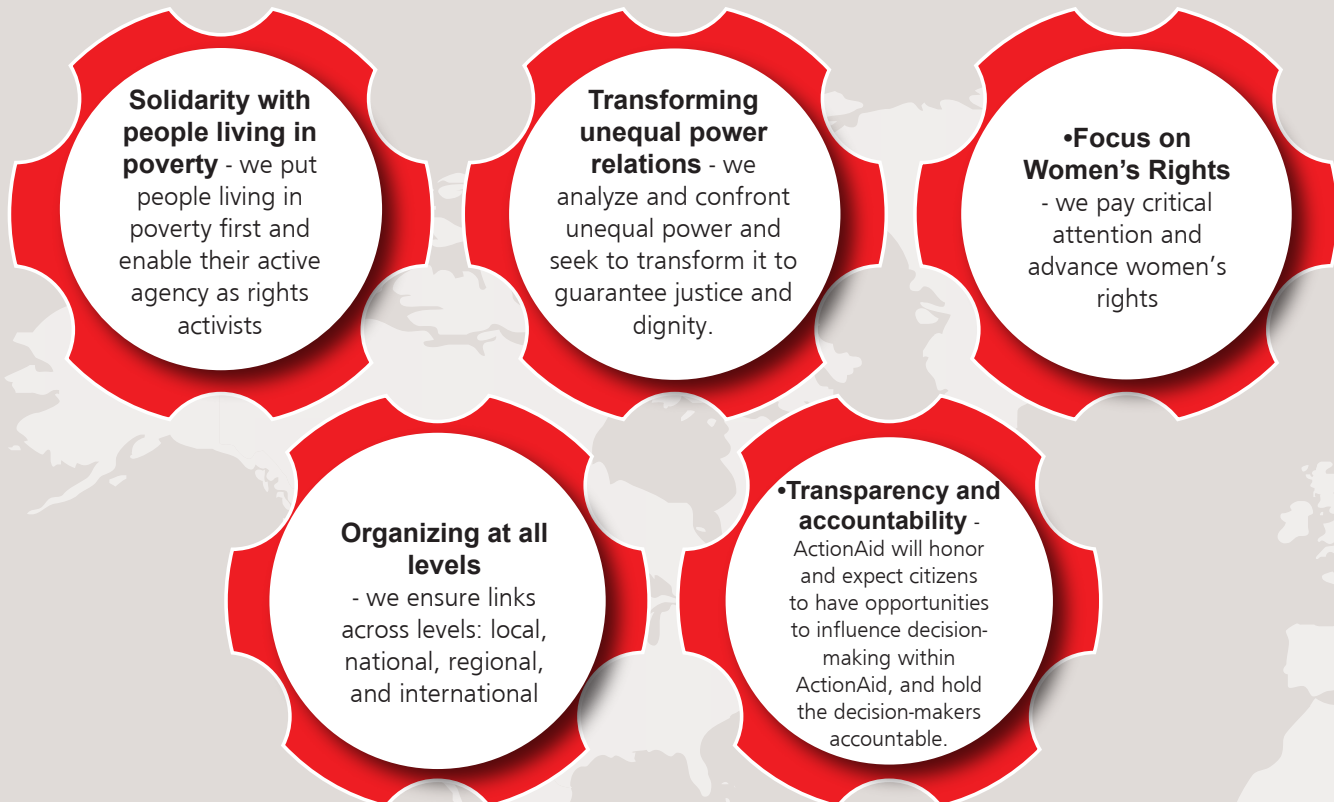 Solidarity with
people living in
poverty - we put
people living in
poverty first and
enable their active
agency as rights
activists
Transforming
unequal power
relations - we
analyze and confront
unequal power and
seek to transform it to
guarantee justice and
dignity.
•Focus on
Women's Rights
- we pay critical
attention and
advance women's
rights
Organizing at all
levels
- we ensure links
across levels: local,
national, regional,
and international
•Transparency and
accountability -
ActionAid will honor
and expect citizens
to have opportunities
to influence decision-
making within
ActionAid, and hold
the decision-makers
accountable.